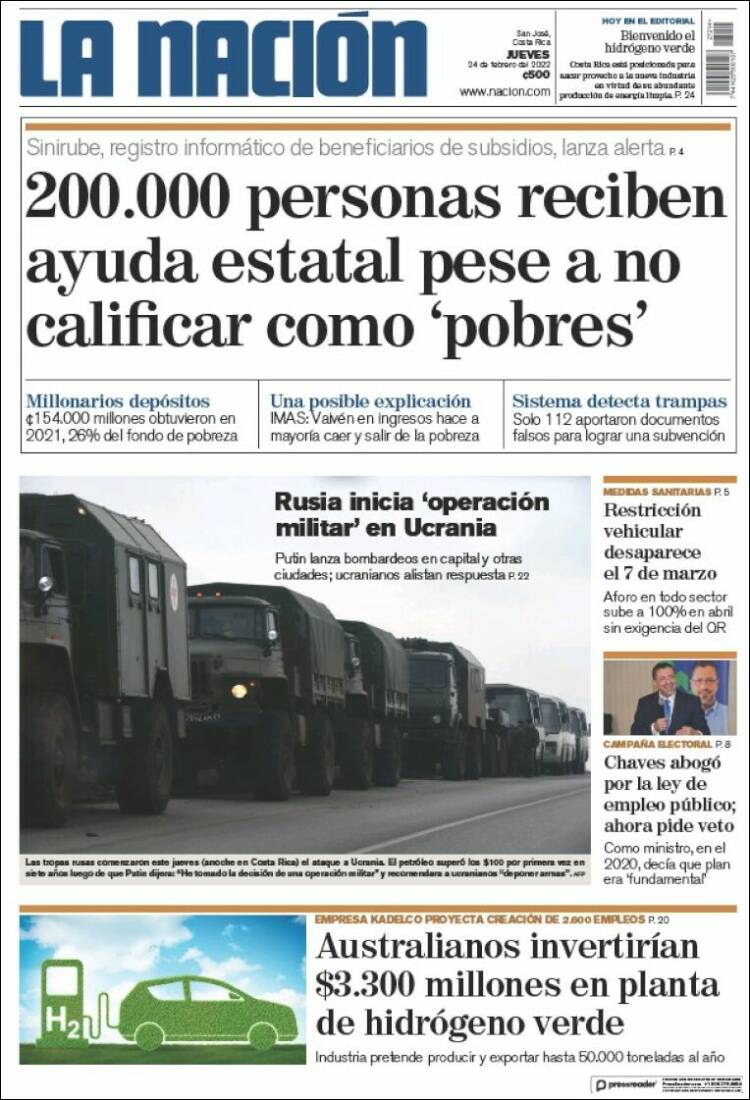 LA NACIÓN
San José,
Costa Rica
JUEVES
24 de febrero del 2022
¢500
www.nacion.com
HOY EN EL EDITORIAL
Bienvenido el
hidrógeno verde
Costa Rica está posicionada para
sacar provecho a la nueva industria
en virtud de su abundante
producción de energía limpia. P. 24
Sinirube, registro informático de beneficiarios de subsidios, lanza alerta P. 4
200.000 personas reciben
ayuda estatal pese a no
calificar como ‘pobres’
Millonarios depósitos
¢154.000 millones obtuvieron en
2021, 26% del fondo de pobreza
Una posible explicación
IMAS: Vaivén en ingresos hace a
mayoría caer y salir de la pobreza
Sistema detecta trampas
Solo 112 aportaron documentos
falsos para lograr una subvención
Rusia inicia ‘operación
militar’ en Ucrania
Putin lanza bombardeos en capital y otras
ciudades; ucranianos alistan respuesta P. 22
Las tropas rusas comenzaron este jueves (anoche en Costa Rica) el ataque a Ucrania. El petróleo superó los $100 por primera vez en
siete años luego de que Putin dijera: “He tomado la decisión de una operación militar” y recomendara a ucranianos “deponer armas”. AFP
MEDIDAS SANITARIAS P. 5
Restricción
vehicular
desaparece
el 7 de marzo
Aforo en todo sector
sube a 100% en abril
sin exigencia del QR
CAMPAÑA ELECTORAL P. 8
Chaves abogó
por la ley de
empleo público;
ahora pide veto
Como ministro, en el
2020, decía que plan
era ‘fundamental’
H2
EMPRESA KADELCO PROYECTA CREACIÓN DE 2.600 EMPLEOS P. 20
Australianos invertirían
$3.300 millones en planta
de hidrógeno verde
Industria pretende producir y exportar hasta 50.000 toneladas al año
pressreader